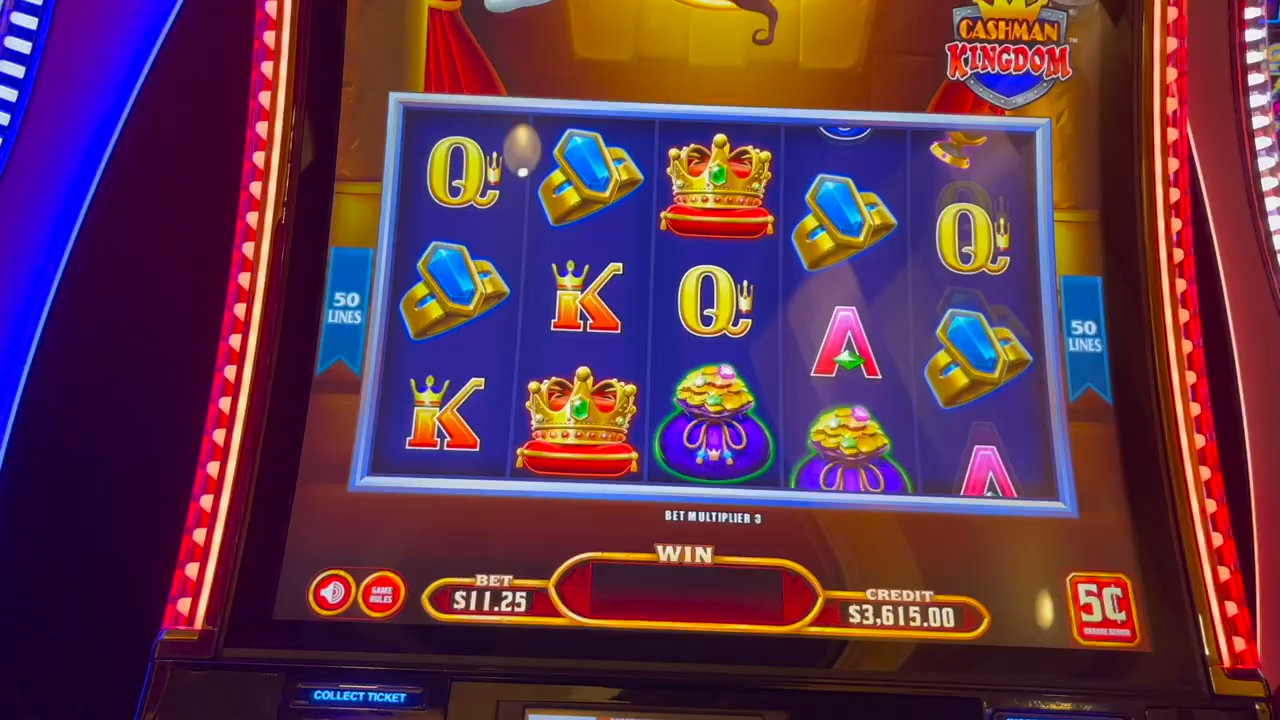 CASHMAN
KINGDOM
TM
Q
50
LINES
K
Q
Q
A
50
LINES
K
A
BET MULTIPLIER 3
WIN
BET
$11.25
CREDIT
$3,615.00
GAME
RULES
5¢
COLLECT TICKET